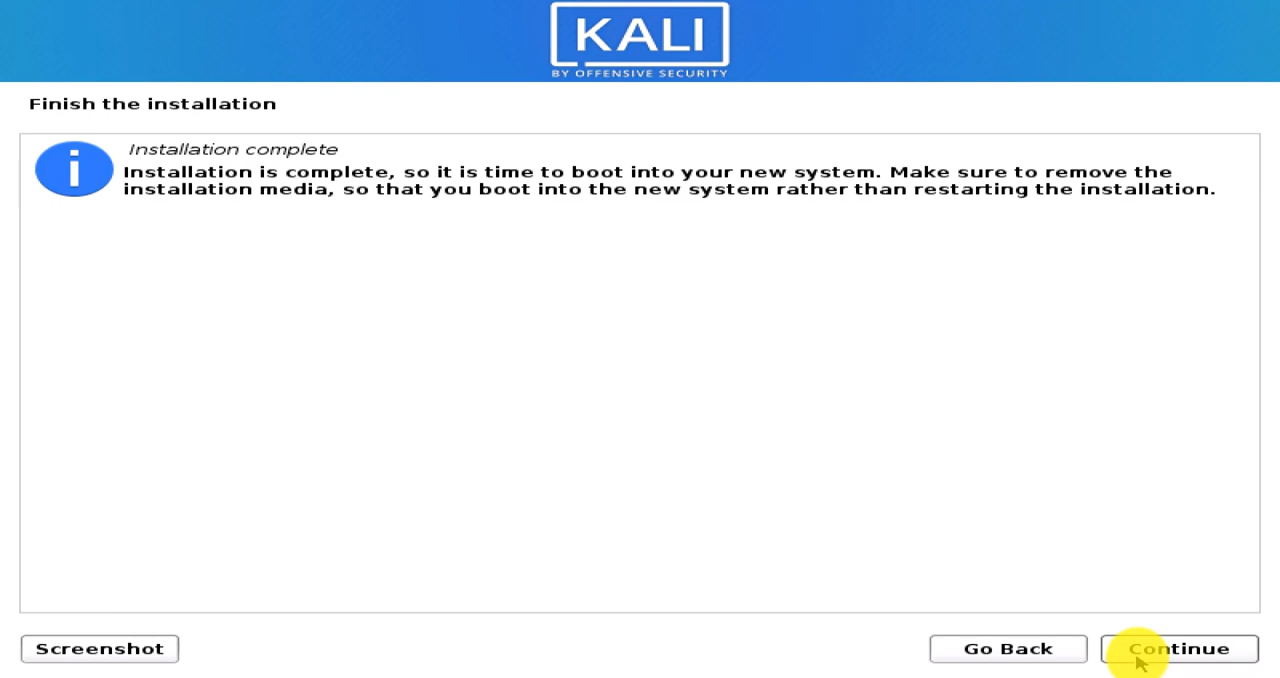 KALI
BY OFFENSIVE SECURITY
Finish the installation
Installation complete
Installation is complete, so it is time to boot into your new system. Make sure to remove the
installation media, so that you boot into the new system rather than restarting the installation.
Screenshot
Go Back
Continue